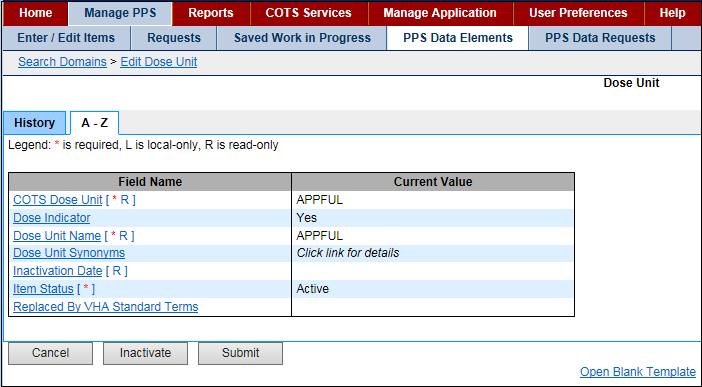 Home Manage PPS Reports COTS Services Manage Application User Preferences Help
Enter / Edit Items Requests Saved Work in Progress PPS Data Elements PPS Data Requests
Search Domains > Edit Dose Unit
Dose Unit
History A - Z
Legend: * is required, L is local-only, R is read-only
Field Name Current Value
COTS Dose Unit [ * R ] APPFUL
Dose Indicator Yes
Dose Unit Name [ * R ] APPFUL
Dose Unit Synonyms Click link for details
Inactivation Date [ R ]
Item Status [ * ] Active
Replaced By VHA Standard Terms
Cancel Inactivate Submit
Open Blank Template